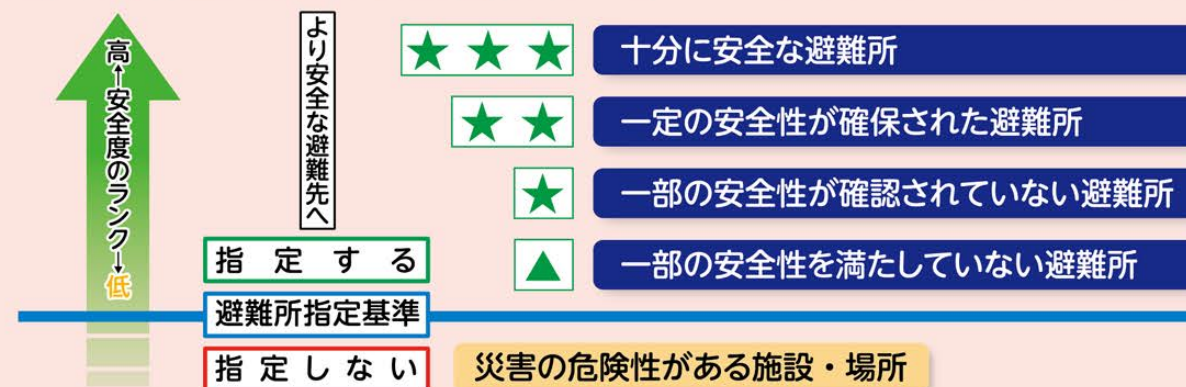 高←安全度のランク→低
より安全な避難先へ
★ ★ ★ 十分に安全な避難所
★ ★ 一定の安全性が確保された避難所
★ 一部の安全性が確認されていない避難所
指定する
▲ 一部の安全性を満たしていない避難所
避難所指定基準
指定しない
災害の危険性がある施設・場所